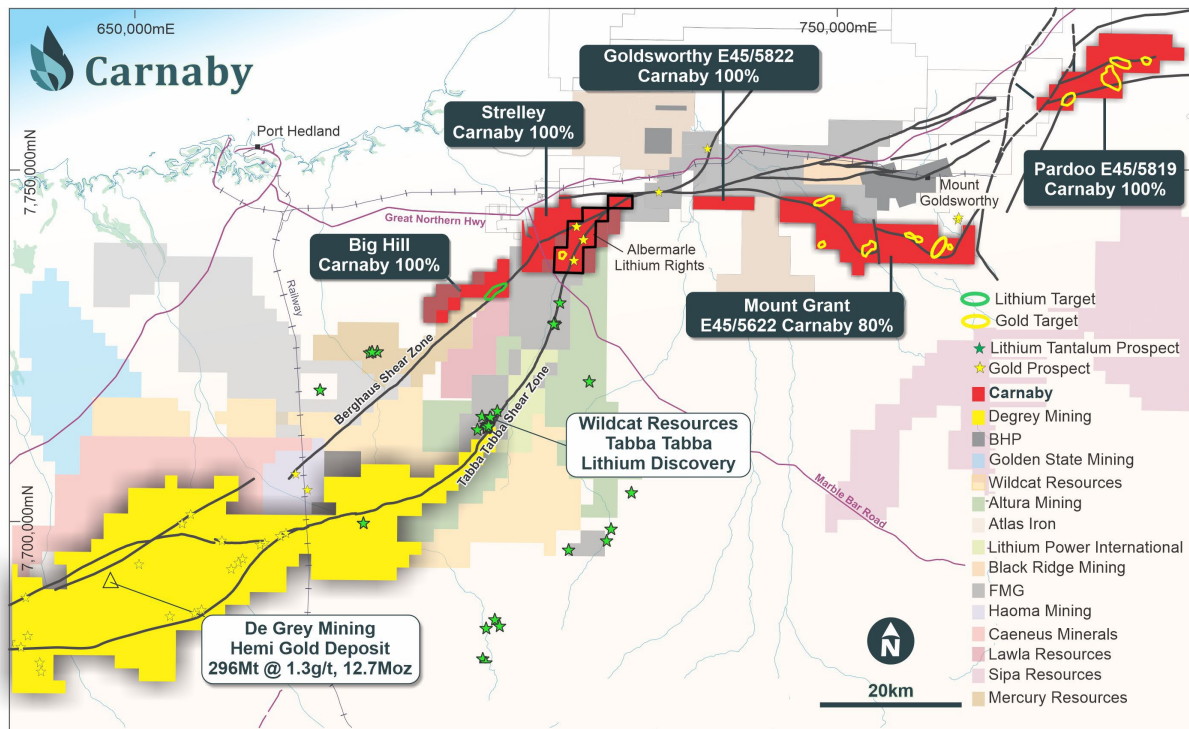 650,000mE
750,000mE
Carnaby
Goldsworthy E45/5822
Carnaby 100%
Strelley
Carnaby 100%
Port Hedland
7,750,000mN
Pardoo E45/5819
Carnaby 100%
Mount
Goldsworthy
Great Northern Hwy
Big Hill
Carnaby 100%
Albermarle
Lithium Rights
Railway
Mount Grant
E45/5622 Carnaby 80%
Berghaus Shear Zone
Tabba Tabba Shear Zone
Wildcat Resources
Tabba Tabba
Lithium Discovery
Marble Bar Road
7,700,000mN
De Grey Mining
Hemi Gold Deposit
296Mt @ 1.3g/t, 12.7Moz
Lithium Target
Gold Target
Lithium Tantalum Prospect
Gold Prospect
Carnaby
Degrey Mining
BHP
Golden State Mining
Wildcat Resources
Altura Mining
Atlas Iron
Lithium Power International
Black Ridge Mining
FMG
Haoma Mining
Caeneus Minerals
Lawla Resources
Sipa Resources
Mercury Resources
N
20km